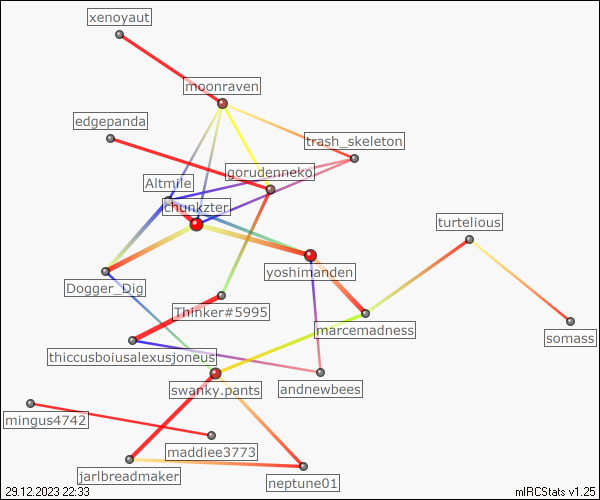 xenoyaut
moonraven
edgepanda
trash_skeleton
gorudenneko
Altmile
chunkzter
turtelious
yoshimanden
Dogger_Dig
Thinker#5995
marcemadness
somass
thiccusboiusalexusjoneus
swanky.pants
andnewbees
mingus4742
maddiee3773
jarlbreadmaker
neptune01
29.12.2023 22:33
mIRCStats v1.25